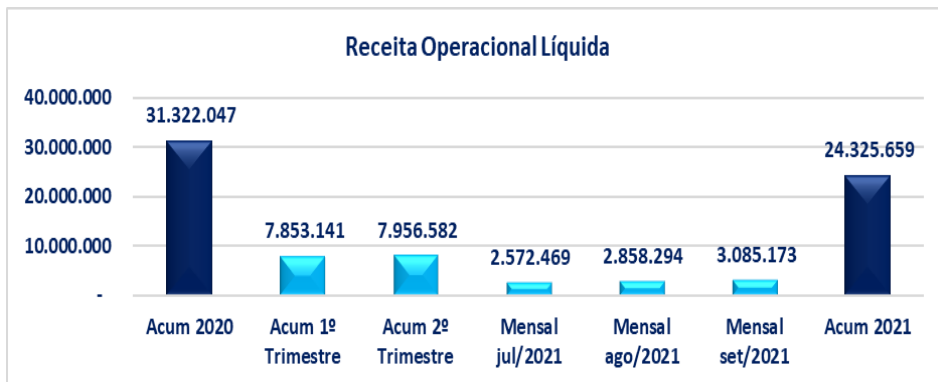 Receita Operacional Líquida
40.000.000
30.000.000
20.000.000
10.000.000
-
31.322.047
7.853.141
7.956.582
2.572.469
2.858.294
3.085.173
24.325.659
Acum 2020
Acum 1º
Trimestre
Acum 2º
Trimestre
Mensal
jul/2021
Mensal
ago/2021
Mensal
set/2021
Acum 2021